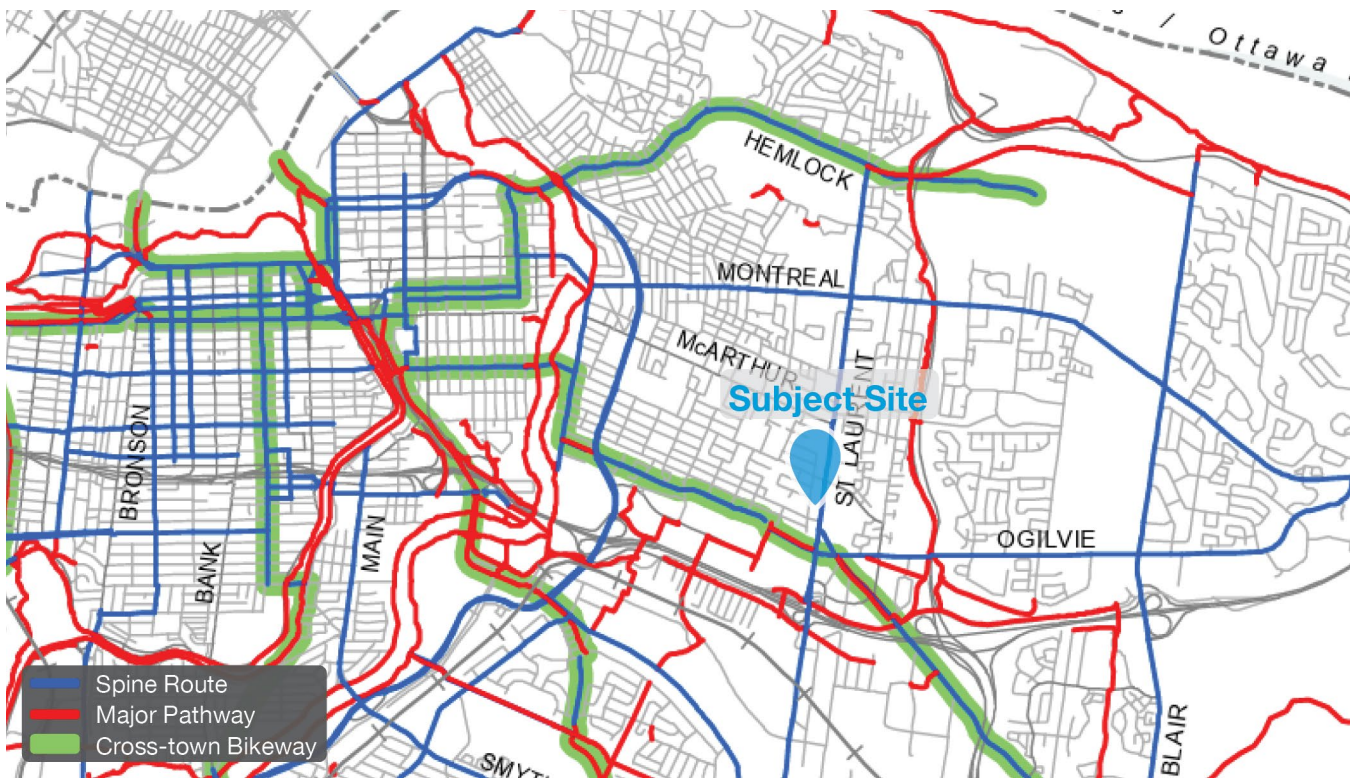 / Ottawa
HEMLOCK
MONTREAL
McARTHUR
ST LAURENT
Subject Site
BRONSON
BANK
MAIN
OGILVIE
BLAIR
Spine Route
Major Pathway
Cross-town Bikeway